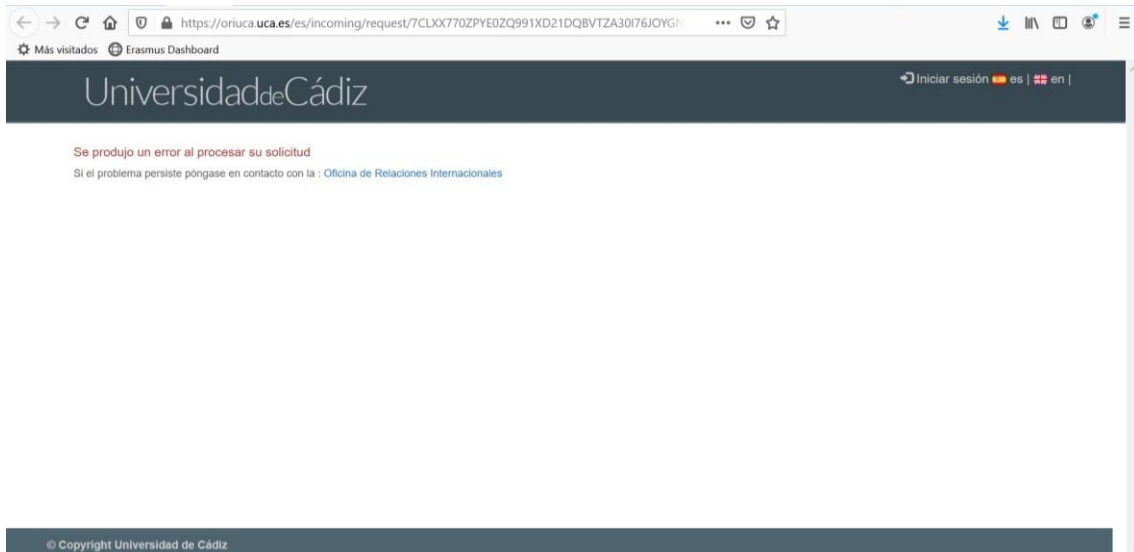 https://oriuca.uca.es/es/incoming/request/7CLXX770ZPYE0ZQ991XD21DQBVTZA30I76JOYGN
Más visitados Erasmus Dashboard
UniversidaddeCádiz
Iniciar sesión es | en |
Se produjo un error al procesar su solicitud
Si el problema persiste póngase en contacto con la : Oficina de Relaciones Internacionales
© Copyright Universidad de Cádiz